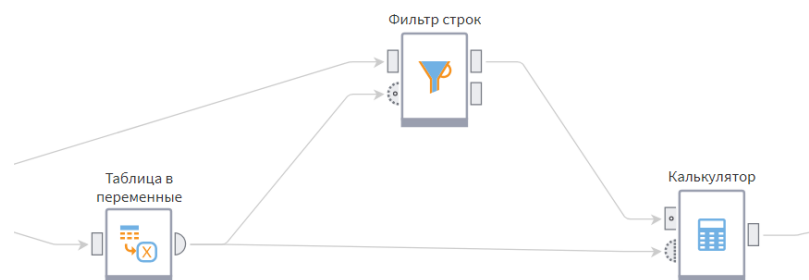 Фильтр строк
Таблица в
переменные
Калькулятор